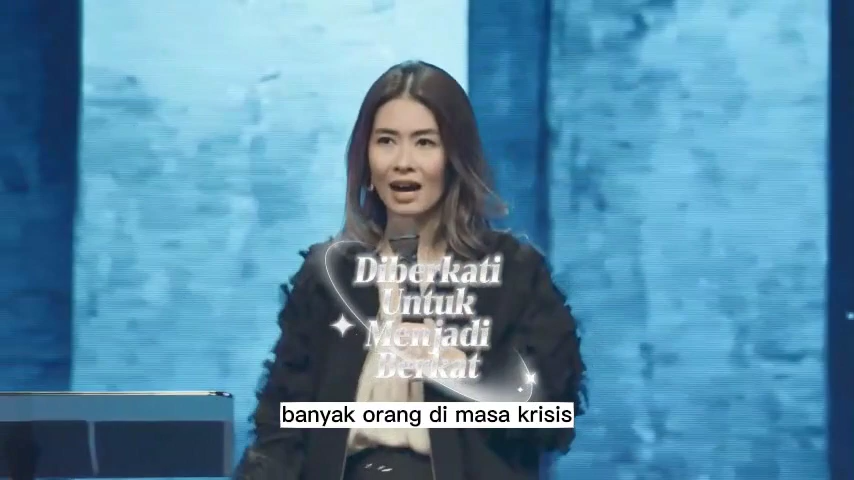 Diberkati
Untuk
Menjadi
Berkat
banyak orang di masa krisis